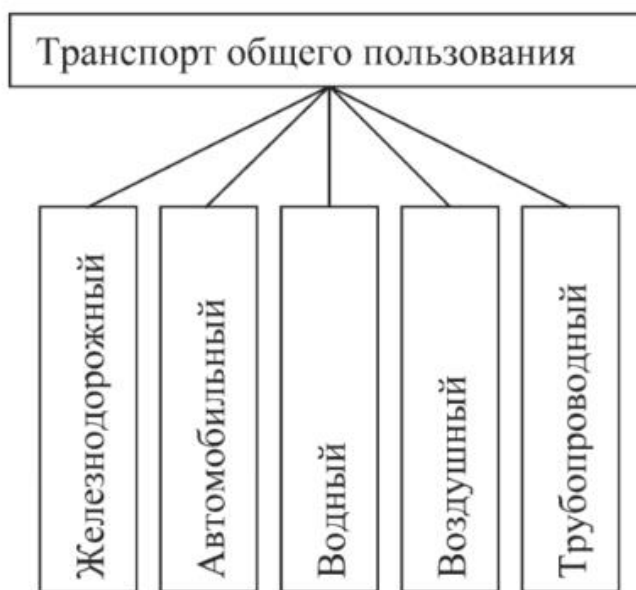 Транспорт общего пользования
Железнодорожный
Автомобильный
Водный
Воздушный
Трубопроводный